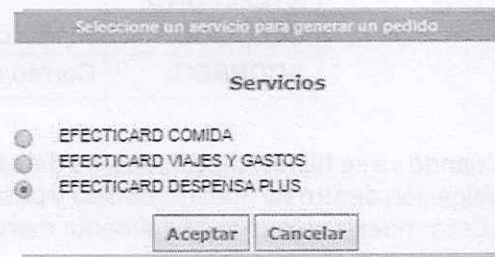 Seleccione un servicio para generar un pedido
Servicios
EFECTICARD COMIDA
EFECTICARD VIAJES Y GASTOS
EFECTICARD DESPENSA PLUS
Aceptar Cancelar